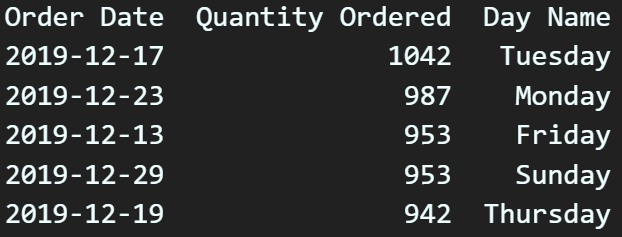 Order Date  Quantity Ordered  Day Name
2019-12-17              1042   Tuesday
2019-12-23               987    Monday
2019-12-13               953    Friday
2019-12-29               953    Sunday
2019-12-19               942  Thursday